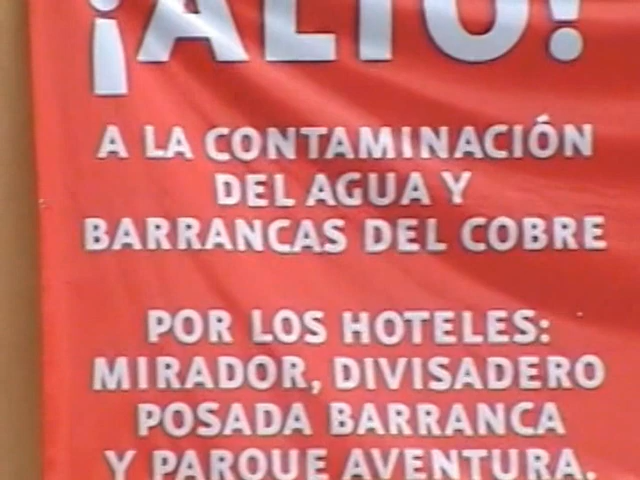 ¡ALTO!
A LA CONTAMINACIÓN
DEL AGUA Y
BARRANCAS DEL COBRE
POR LOS HOTELES:
MIRADOR, DIVISADERO
POSADA BARRANCA
Y PARQUE AVENTURA.